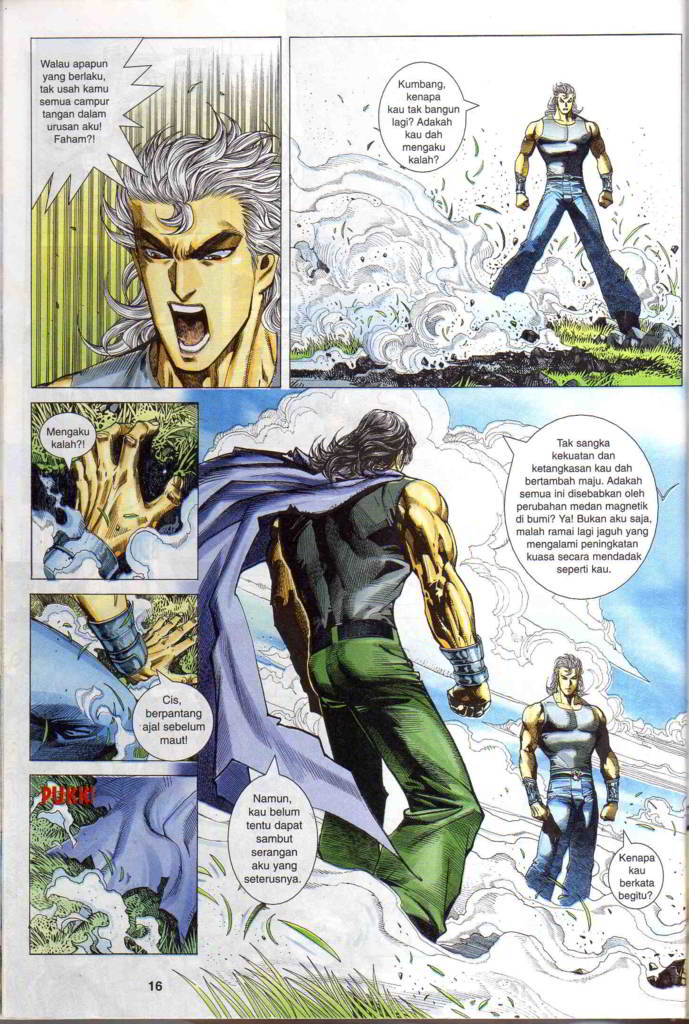 Walau apapun
yang berlaku,
tak usah kamu
semua campur
tangan dalam
urusan aku!
Faham?!
Kumbang,
kenapa
kau tak bangun
lagi? Adakah
kau dah
mengaku
kalah?
Mengaku
kalah?!
Cis,
berpantang
ajal sebelum
maut!
PUKK!
Tak sangka
kekuatan dan
ketangkasan kau dah
bertambah maju. Adakah
semua ini disebabkan oleh
perubahan medan magnetik
di bumi? Ya! Bukan aku saja,
malah ramai lagi jaguh yang
mengalami peningkatan
kuasa secara mendadak
seperti kau.
Namun,
kau belum
tentu dapat
sambut
serangan
aku yang
seterusnya.
Kenapa
kau
berkata
begitu?
16